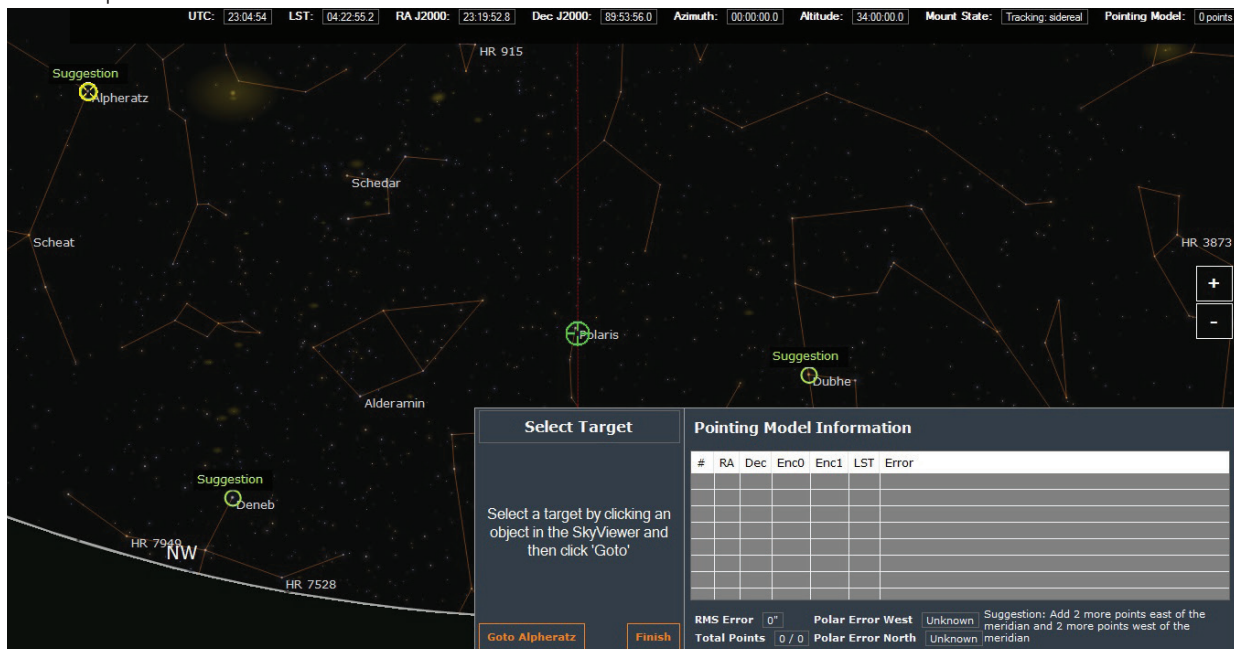 UTC: 23:04:54 LST: 04:22:55.2 RA J2000: 23:19:52.8 Dec J2000: 89:53:56.0 Azimuth: 00:00:00.0 Altitude: 34:00:00.0 Mount State: Tracking: sidereal Pointing Model: 0 points
HR 915
Suggestion
Alpheratz
Schedar
Scheat
HR 3873
+
-
Polaris
Suggestion
Dubhe
Alderamin
Suggestion
Deneb
HR 7949
NW
HR 7528
Select Target
Select a target by clicking an
object in the SkyViewer and
then click 'Goto'
Goto Alpheratz Finish
Pointing Model Information
# RA Dec Enc0 Enc1 LST Error
RMS Error 0" Polar Error West Unknown
Total Points 0 / 0 Polar Error North Unknown
Suggestion: Add 2 more points east of the
meridian and 2 more points west of the
meridian